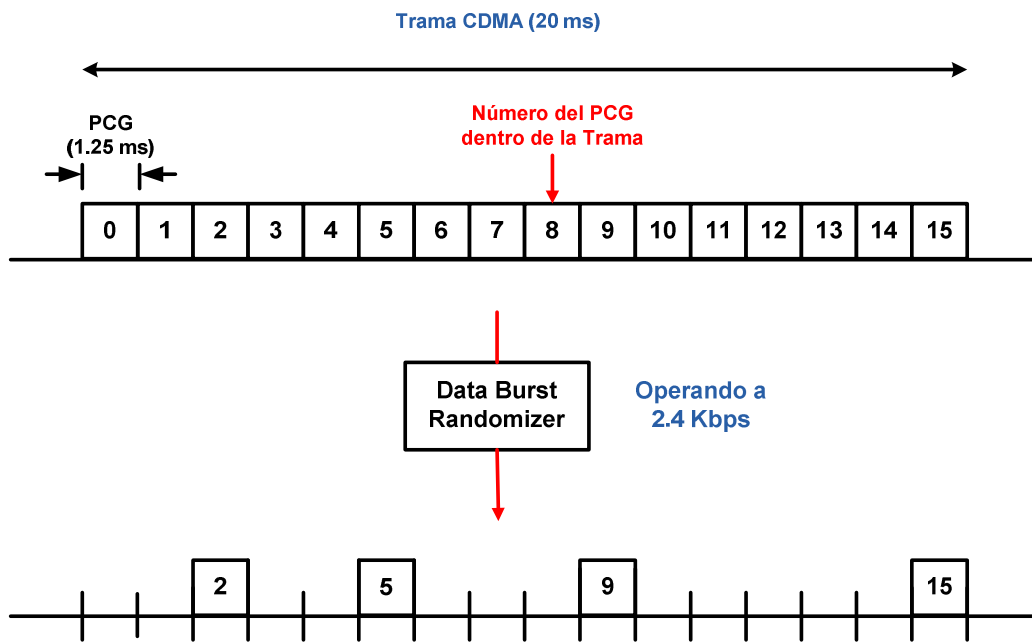 Trama CDMA (20 ms)
Número del PCG
dentro de la Trama
PCG
(1.25 ms)
0 1 2 3 4 5 6 7 8 9 10 11 12 13 14 15
Data Burst
Randomizer
Operando a
2.4 Kbps
2 5 9 15